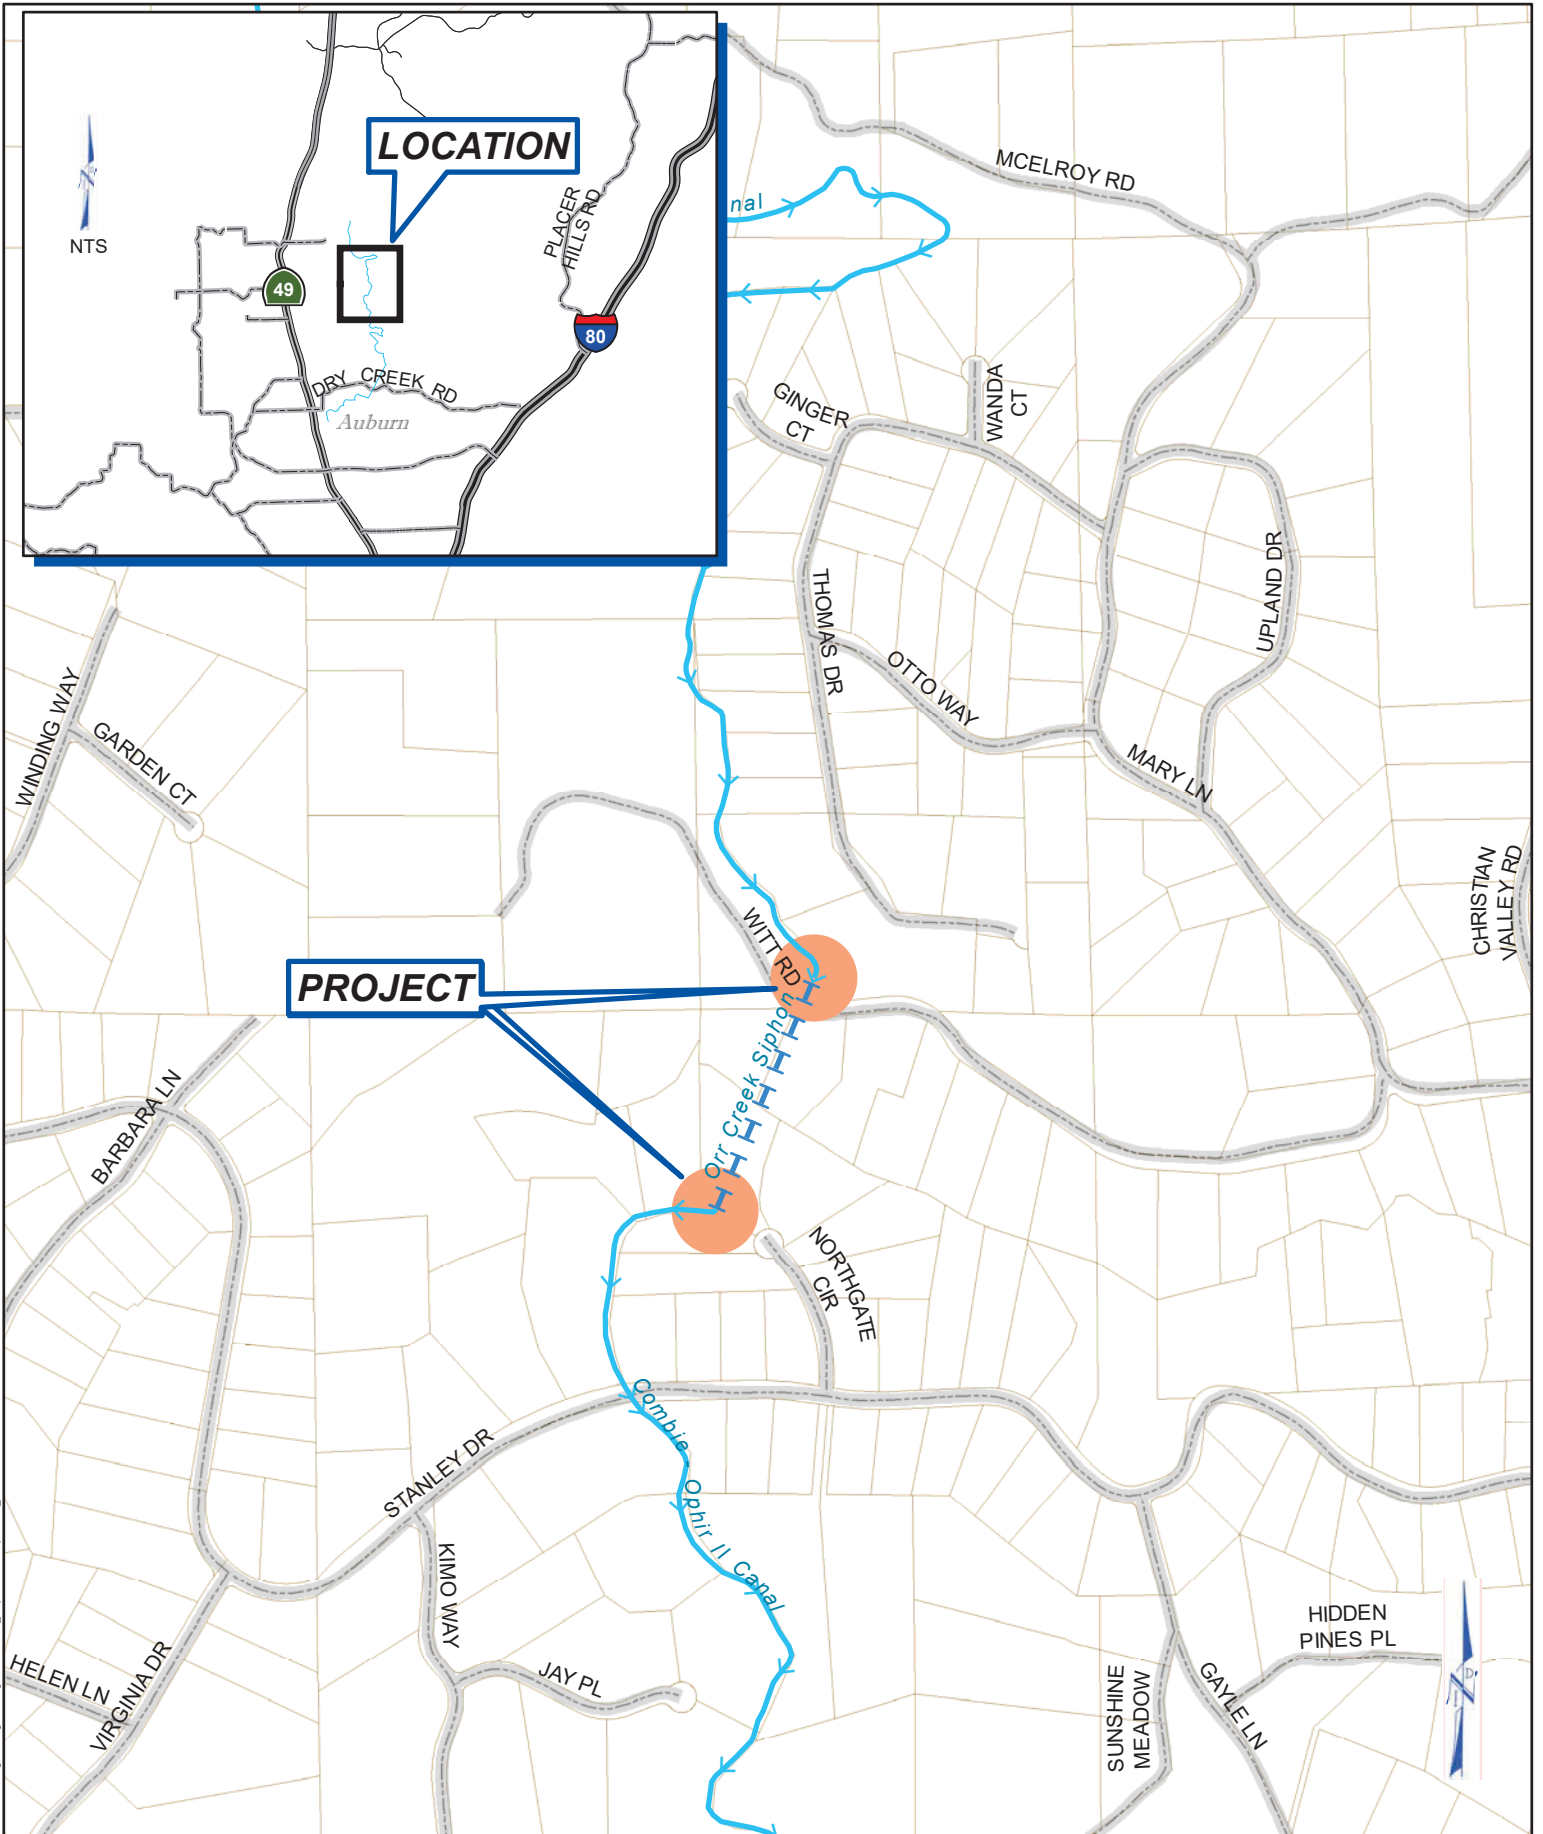 LOCATION
NTS
49
PLACER
HILLS RD
80
DRY CREEK RD
Auburn
nal
MCELROY RD
GINGER
CT
WANDA
CT
THOMAS DR
OTTO WAY
UPLAND DR
MARY LN
WINDING WAY
GARDEN CT
CHRISTIAN
VALLEY RD
WITT RD
PROJECT
Orr Creek Siphon
BARBARA LN
NORTHGATE
CIR
Combie - Ophir II Canal
STANLEY DR
KIMO WAY
JAY PL
HELEN LN
VIRGINIA DR
HIDDEN
PINES PL
SUNSHINE
MEADOW
GAYLE LN